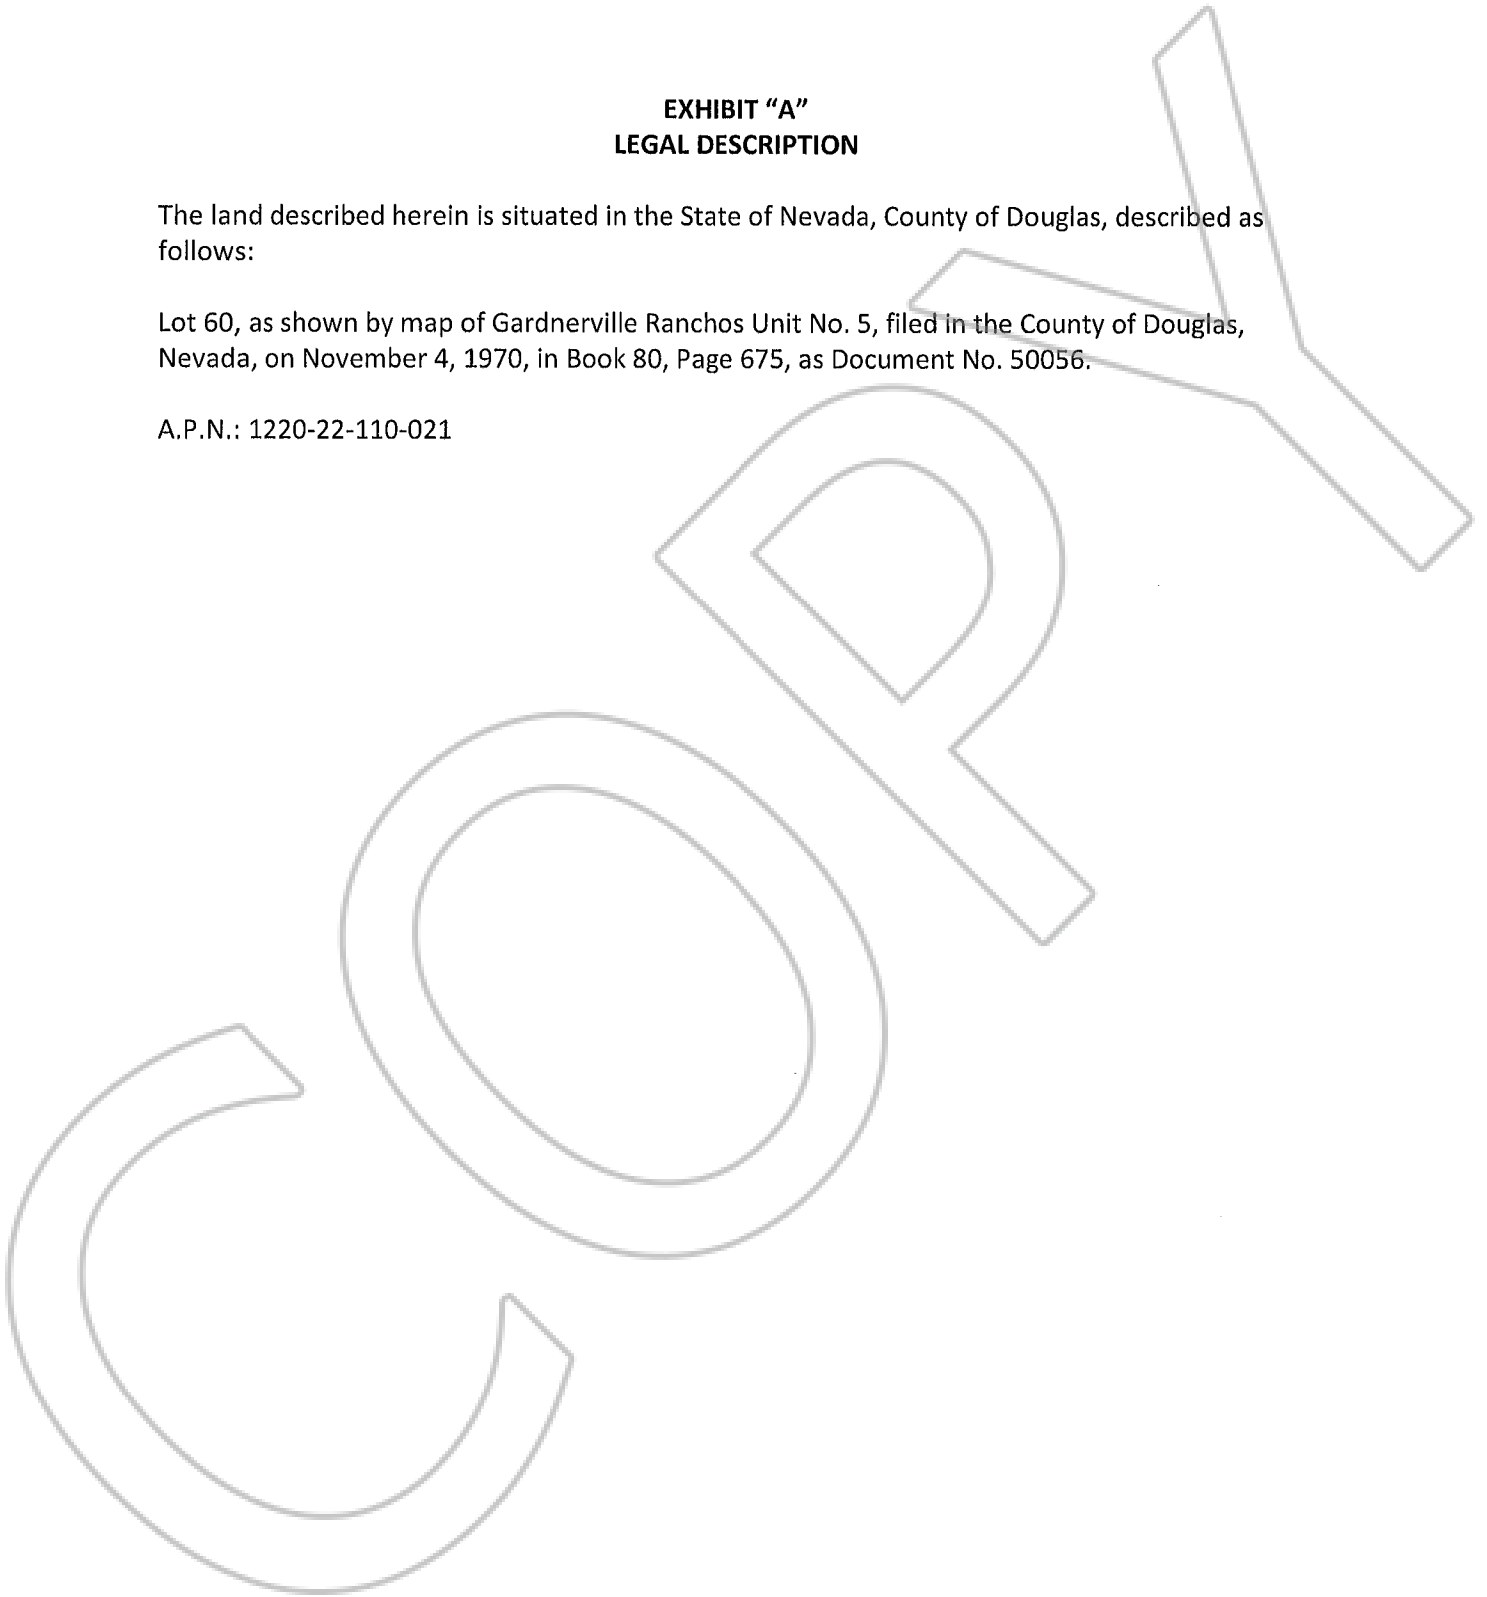 EXHIBIT “A”
LEGAL DESCRIPTION
The land described herein is situated in the State of Nevada, County of Douglas, described as
follows:
Lot 60, as shown by map of Gardnerville Ranchos Unit No. 5, filed in the County of Douglas,
Nevada, on November 4, 1970, in Book 80, Page 675, as Document No. 50056.
A.P.N.: 1220-22-110-021
COPY